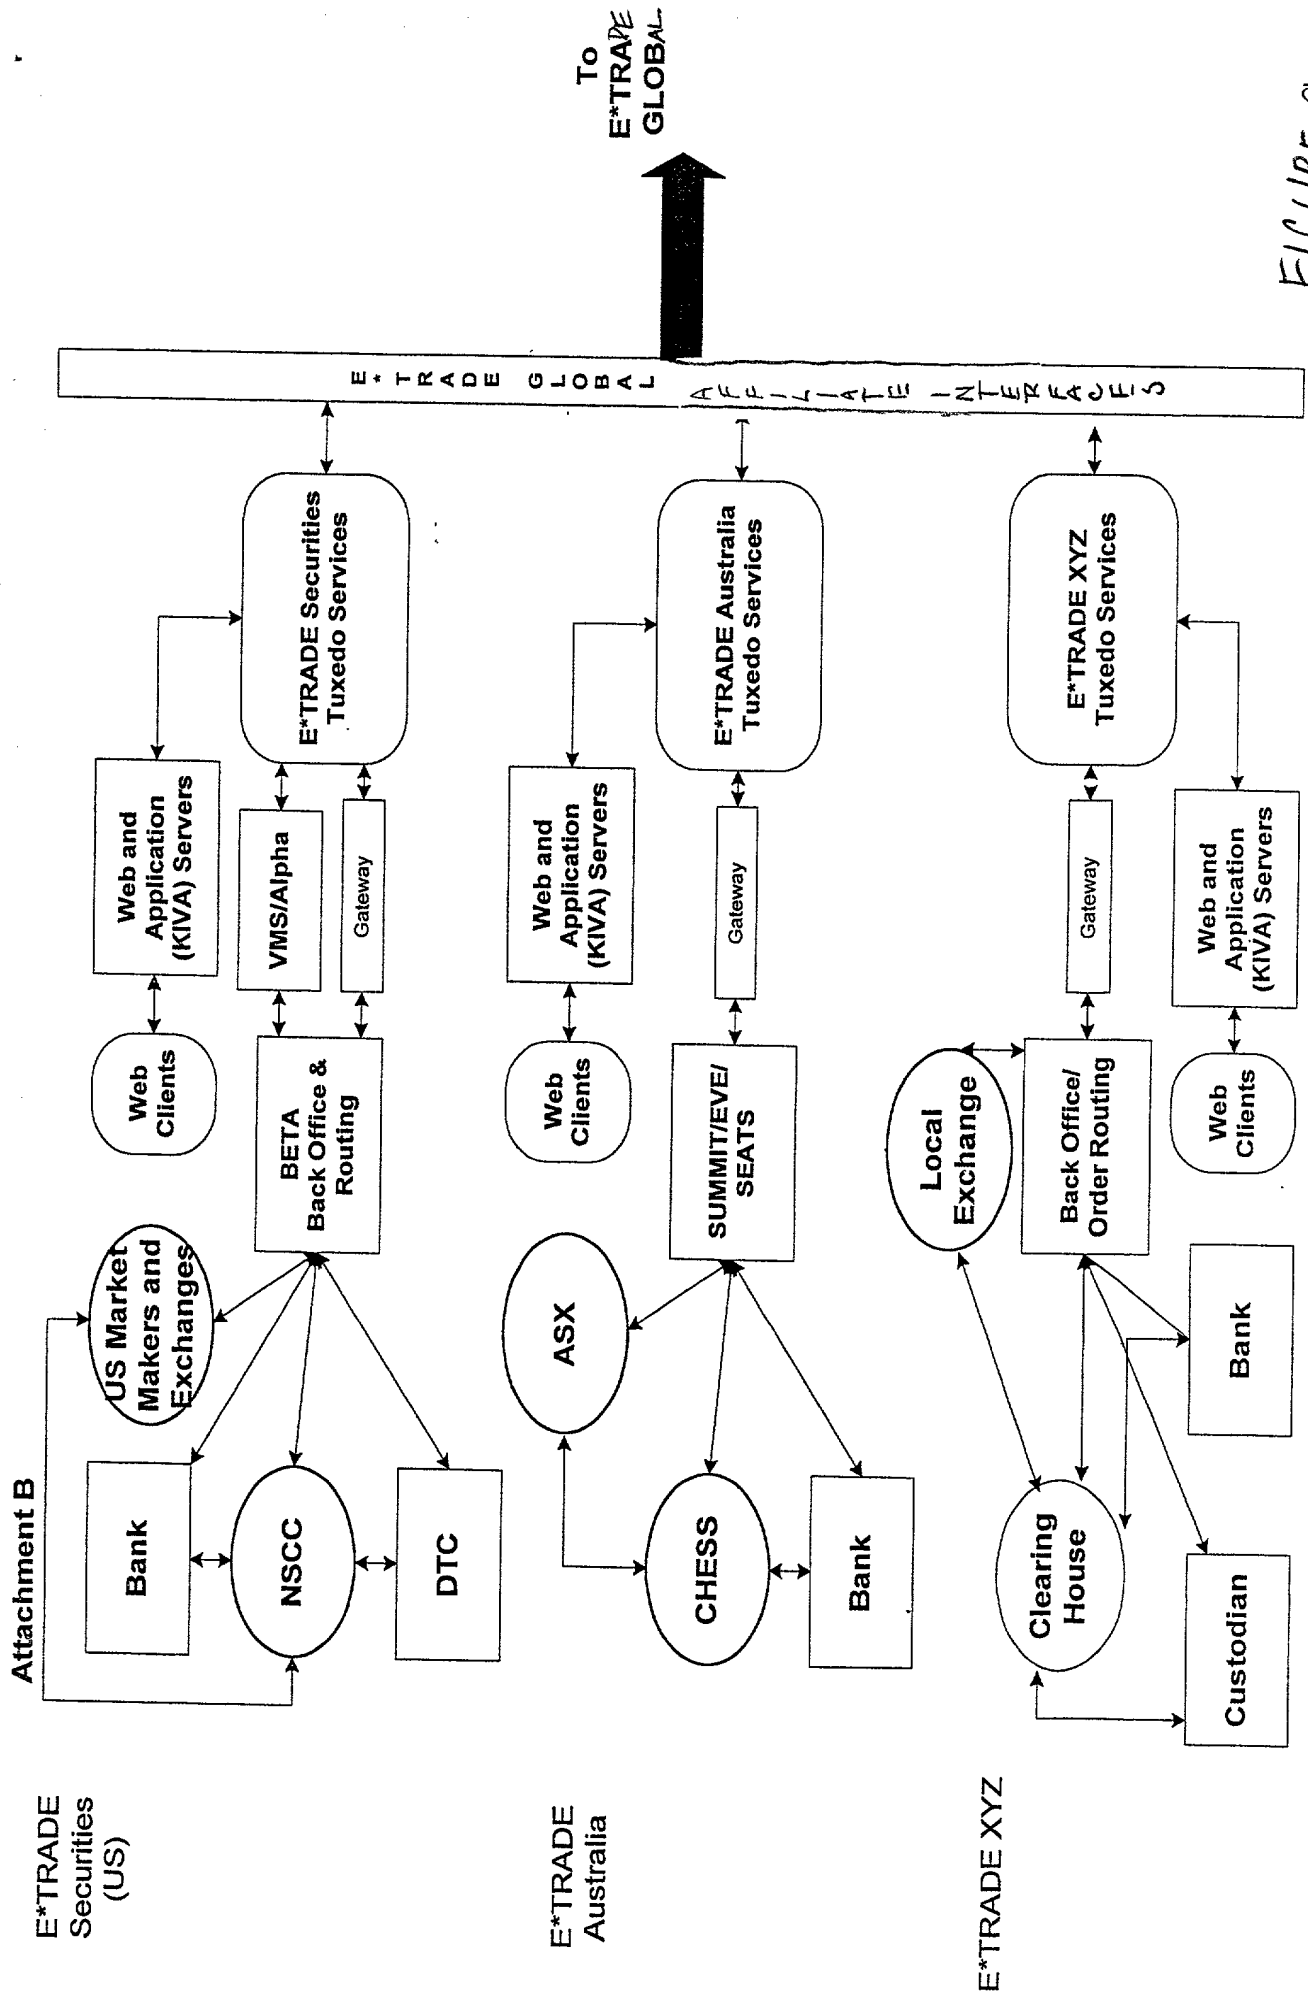 Attachment B
E*TRADE
Securities
(US)
Bank
NSCC
DTC
US Market
Makers and
Exchanges
BETA
Back Office &
Routing
Web
Clients
Web and
Application
(KIVA) Servers
VMS/Alpha
Gateway
E*TRADE Securities
Tuxedo Services
E*TRADE
Australia
CHESS
Bank
ASX
SUMMIT/EVE/
SEATS
Web
Clients
Web and
Application
(KIVA) Servers
Gateway
E*TRADE Australia
Tuxedo Services
E*TRADE XYZ
Clearing
House
Custodian
Bank
Local
Exchange
Back Office/
Order Routing
Web
Clients
Gateway
Web and
Application
(KIVA) Servers
E*TRADE XYZ
Tuxedo Services
E*TRADE GLOBAL AFFILIATE INTERFACES
To
E*TRADE
GLOBAL